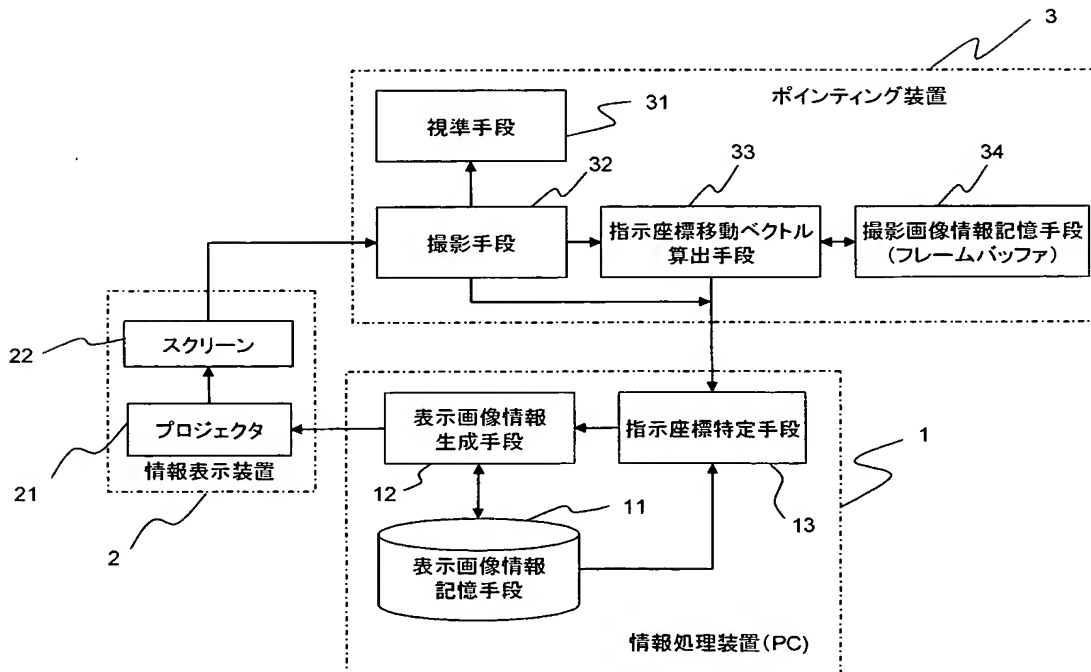 3
ポインティング装置
31
視準手段
32
33
34
撮影手段
指示座標移動ベクトル
算出手段
撮影画像情報記憶手段
(フレームバッファ)
22
スクリーン
21
プロジェクタ
情報表示装置
2
表示画像情報
生成手段
12
指示座標特定手段
13
1
11
表示画像情報
記憶手段
情報処理装置(PC)